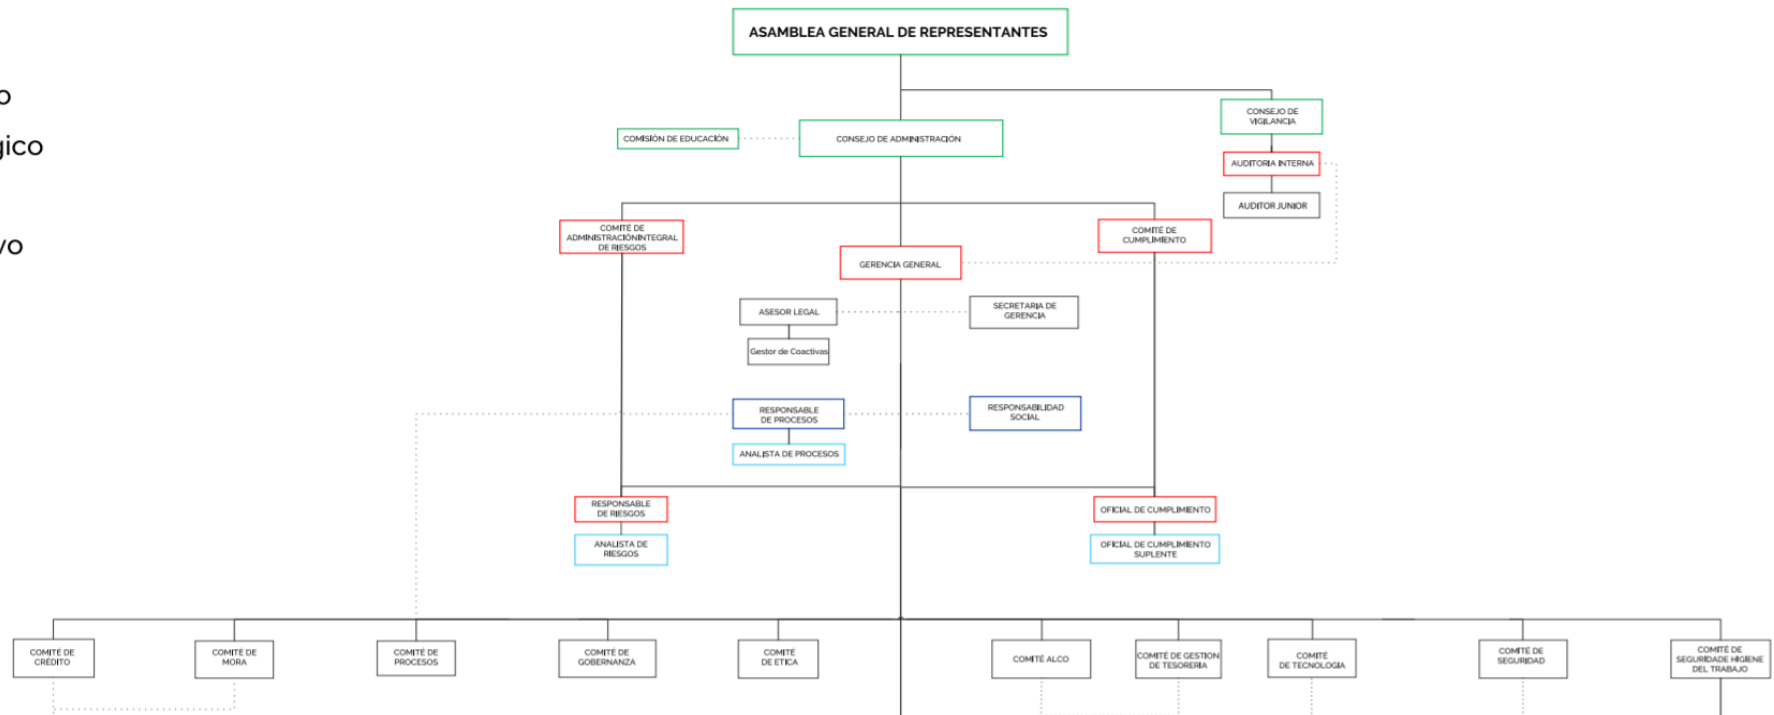 ASAMBLEA GENERAL DE REPRESENTANTES
o
gico
vo
CONSEJO DE
VIGILANCIA
COMISIÓN DE EDUCACIÓN
CONSEJO DE ADMINISTRACIÓN
AUDITORIA INTERNA
AUDITOR JUNIOR
COMITÉ DE
ADMINISTRACIÓNINTEGRAL
DE RIESGOS
COMITÉ DE
CUMPLIMIENTO
GERENCIA GENERAL
ASESOR LEGAL
SECRETARIA DE
GERENCIA
Gestor de Coactivas
RESPONSABLE
DE PROCESOS
RESPONSABILIDAD
SOCIAL
ANALISTA DE PROCESOS
RESPONSABLE
DE RIESGOS
OFICIAL DE CUMPLIMIENTO
ANALISTA DE
RIESGOS
OFICIAL DE CUMPLIMIENTO
SUPLENTE
COMITÉ DE
CRÉDITO
COMITÉ DE
MORA
COMITÉ DE
PROCESOS
COMITÉ DE
GOBERNANZA
COMITÉ
DE ETICA
COMITÉ ALCO
COMITÉ DE GESTION
DE TESORERIA
COMITÉ
DE TECNOLOGIA
COMITÉ DE
SEGURIDAD
COMITÉ DE
SEGURIDADE HIGIENE
DEL TRABAJO